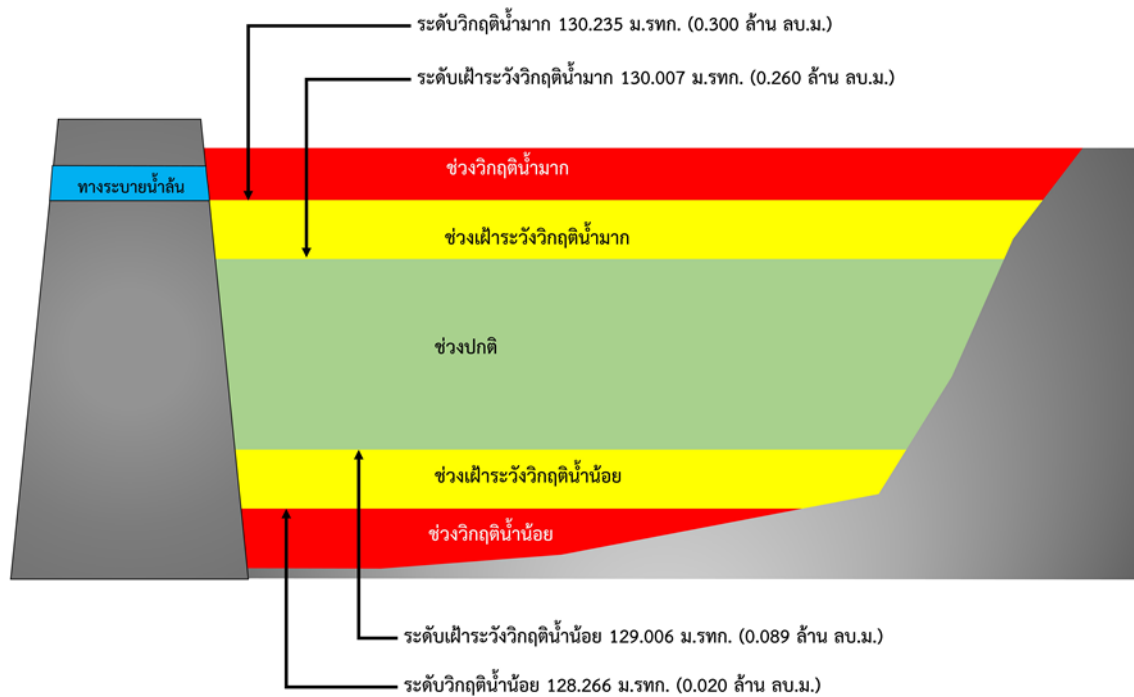 ระดับวิกฤติน้ำมาก 130.235 ม.รทก. (0.300 ล้าน ลบ.ม.)
ระดับเฝ้าระวังวิกฤติน้ำมาก 130.007 ม.รทก. (0.260 ล้าน ลบ.ม.)
ช่วงวิกฤติน้ำมาก
ทางระบายน้ำล้น
ช่วงเฝ้าระวังวิกฤติน้ำมาก
ช่วงปกติ
ช่วงเฝ้าระวังวิกฤติน้ำน้อย
ช่วงวิกฤติน้ำน้อย
ระดับเฝ้าระวังวิกฤติน้ำน้อย 129.006 ม.รทก. (0.089 ล้าน ลบ.ม.)
ระดับวิกฤติน้ำน้อย 128.266 ม.รทก. (0.020 ล้าน ลบ.ม.)